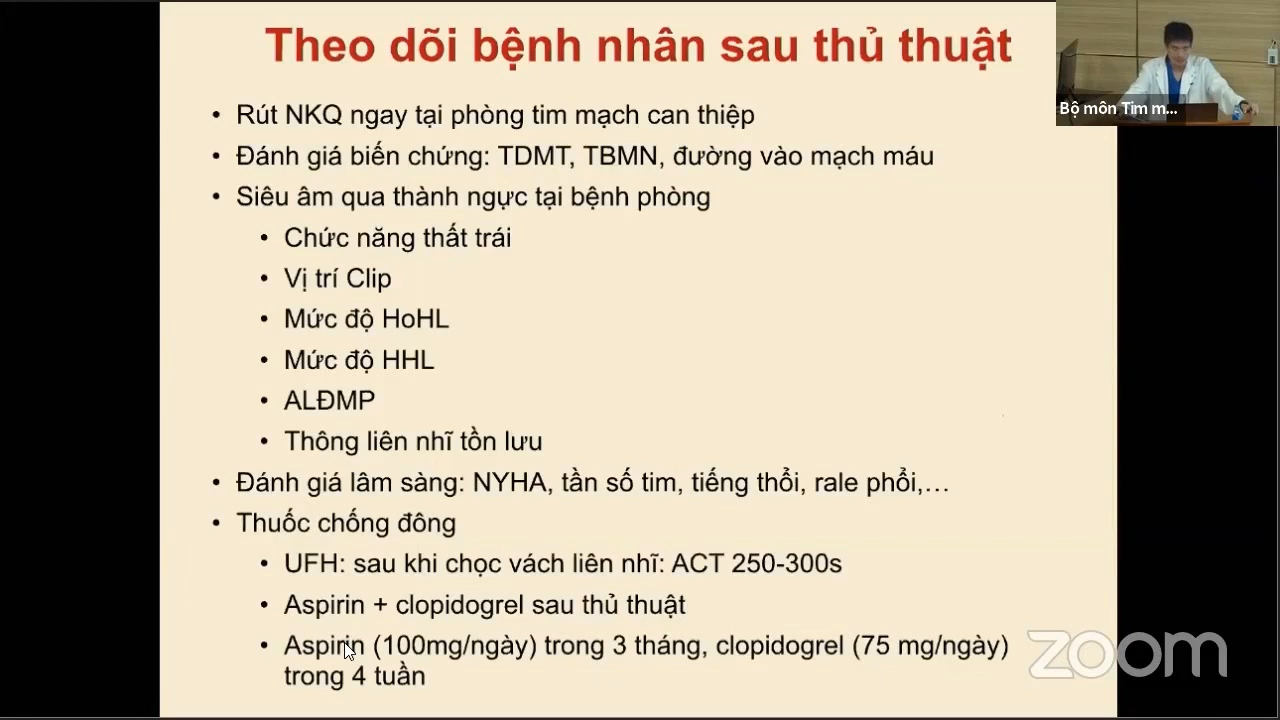 Theo dõi bệnh nhân sau thủ thuật
Bộ môn Tim m...
• Rút NKQ ngay tại phòng tim mạch can thiệp
• Đánh giá biến chứng: TDMT, TBMN, đường vào mạch máu
• Siêu âm qua thành ngực tại bệnh phòng
• Chức năng thất trái
• Vị trí Clip
• Mức độ HoHL
• Mức độ HHL
• ALĐMP
• Thông liên nhĩ tồn lưu
• Đánh giá lâm sàng: NYHA, tần số tim, tiếng thổi, rale phổi,…
• Thuốc chống đông
• UFH: sau khi chọc vách liên nhĩ: ACT 250-300s
• Aspirin + clopidogrel sau thủ thuật
• Aspirin (100mg/ngày) trong 3 tháng, clopidogrel (75 mg/ngày)
trong 4 tuần
zoom